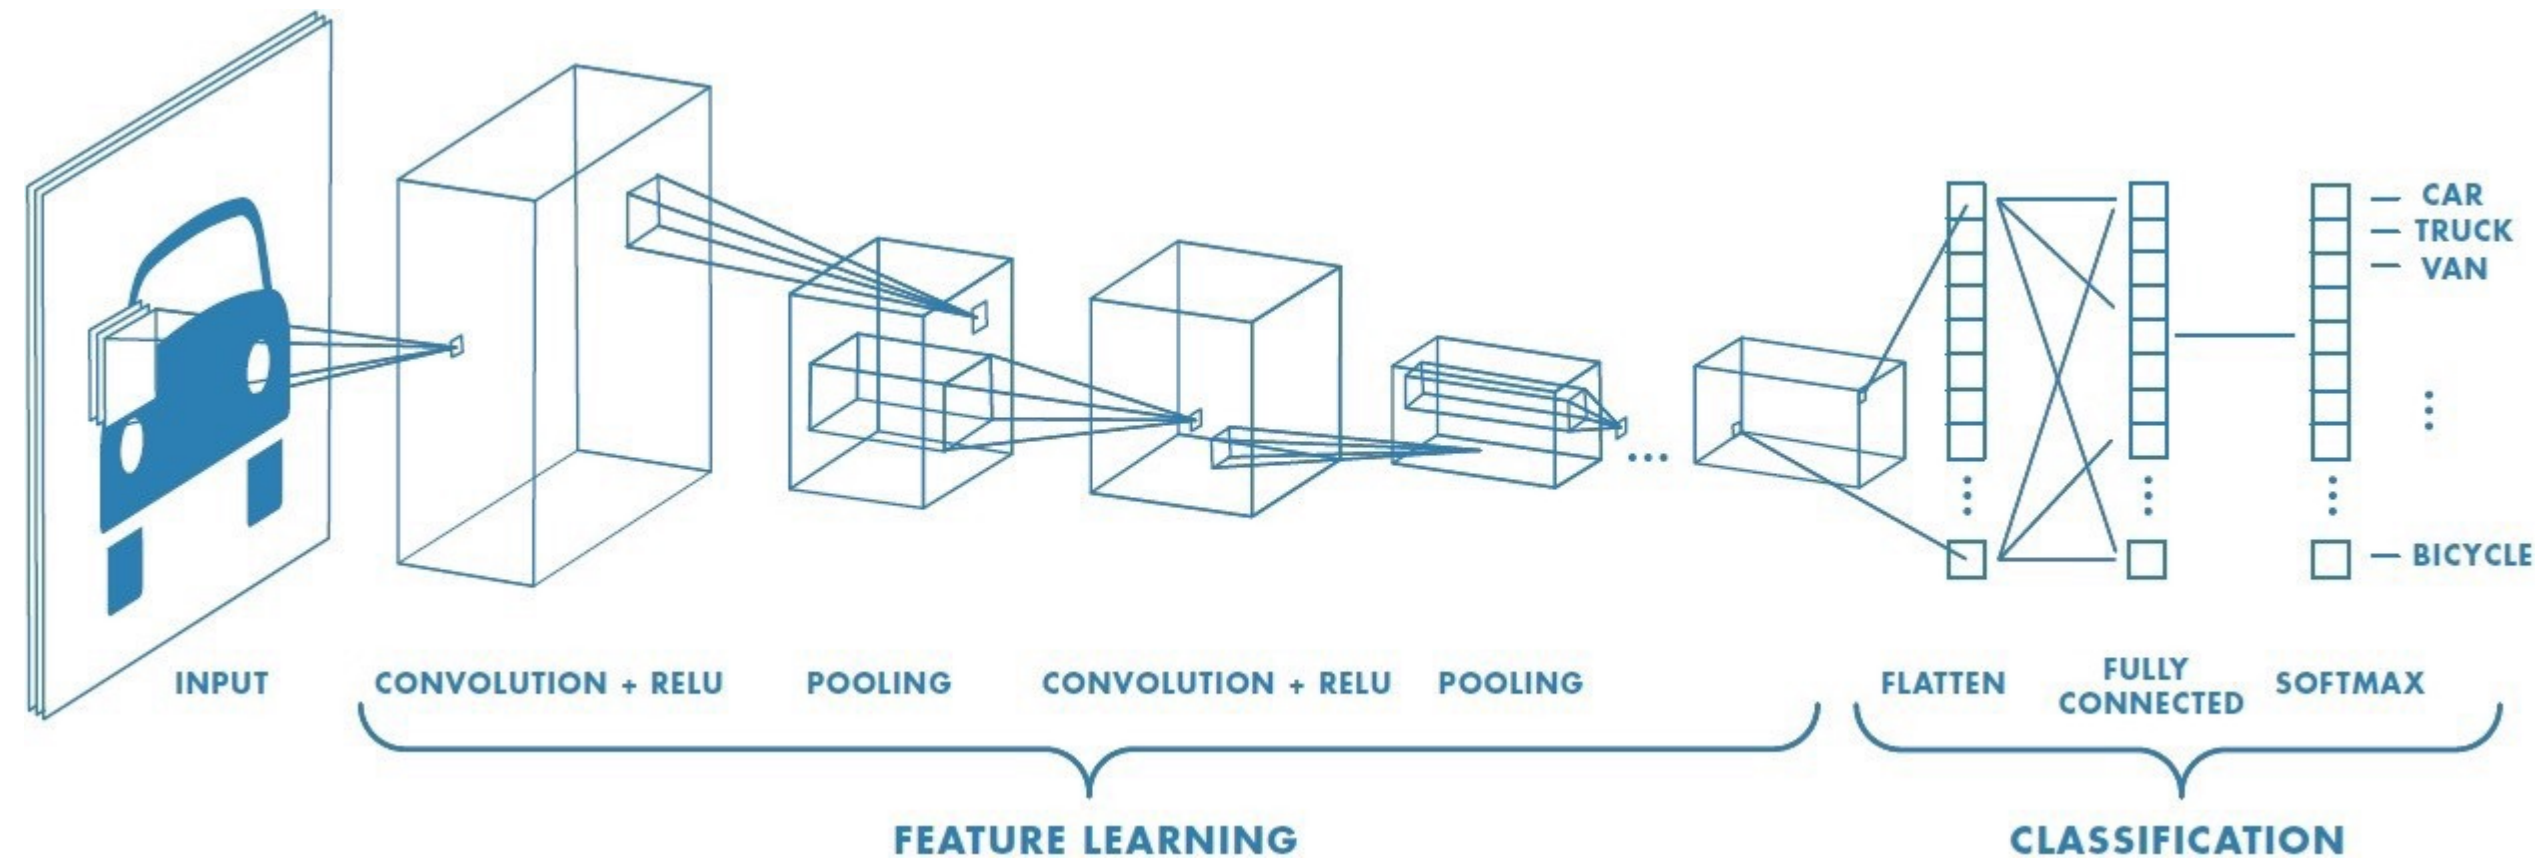 CAR
TRUCK
VAN
BICYCLE
INPUT
CONVOLUTION + RELU
POOLING
CONVOLUTION + RELU
POOLING
FLATTEN
FULLY
CONNECTED
SOFTMAX
FEATURE LEARNING
CLASSIFICATION